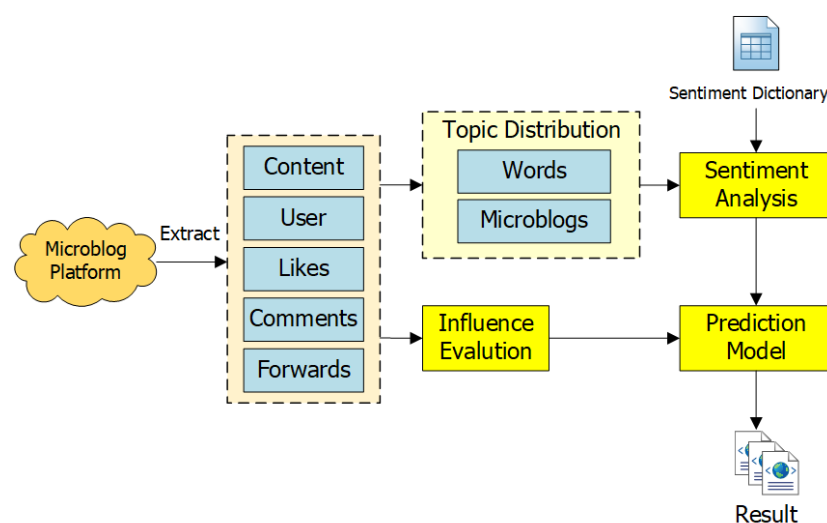 Sentiment Dictionary
Topic Distribution
Words
Microblogs
Sentiment
Analysis
Content
User
Likes
Comments
Forwards
Extract
Microblog
Platform
Influence
Evalution
Prediction
Model
Result